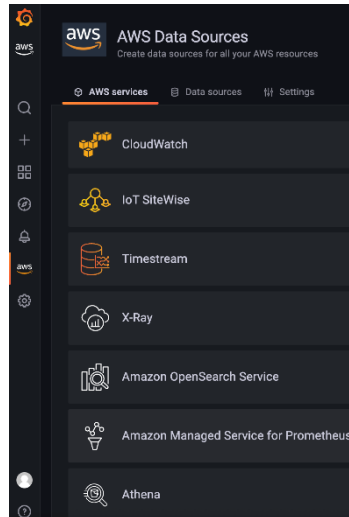 aws
aws
AWS Data Sources
Create data sources for all your AWS resources
AWS services
Data sources
Settings
CloudWatch
IoT SiteWise
Timestream
aws
X-Ray
Amazon OpenSearch Service
Amazon Managed Service for Prometheus
Athena